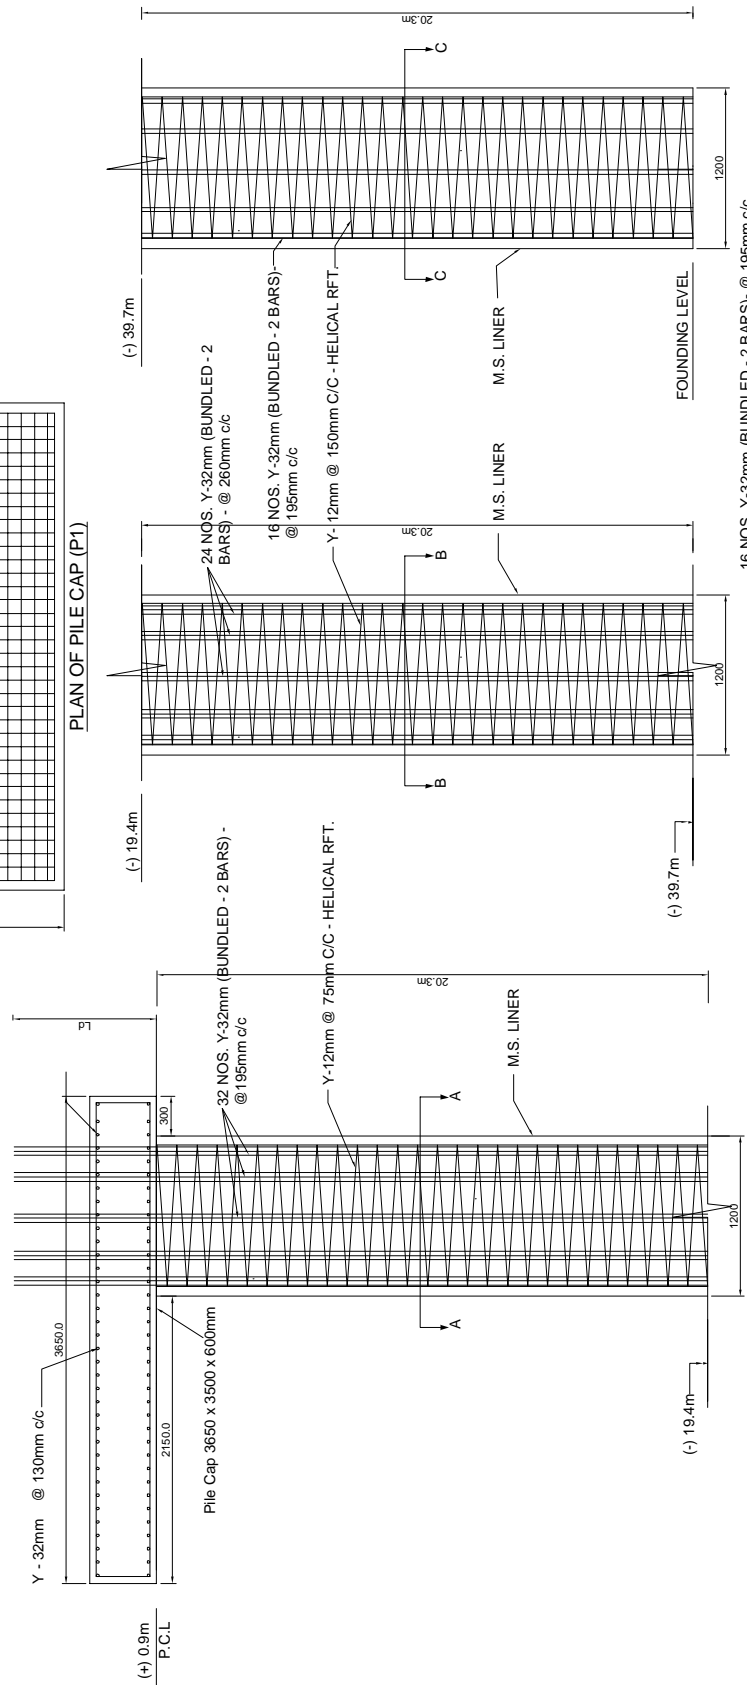 PLAN OF PILE CAP (P1)
Y - 32mm @ 130mm c/c
3650.0
Ld
300
2150.0
(+) 0.9m
P.C.L
Pile Cap 3650 x 3500 x 600mm
32 NOS. Y-32mm (BUNDLED - 2 BARS) -
@195mm c/c
Y-12mm @ 75mm C/C - HELICAL RFT.
20.3m
A
A
M.S. LINER
(-) 19.4m
1200
(-) 19.4m
24 NOS. Y-32mm (BUNDLED - 2
BARS) - @ 260mm c/c
16 NOS. Y-32mm (BUNDLED - 2 BARS)-
@ 195mm c/c
Y-12mm @ 150mm C/C - HELICAL RFT.
20.3m
B
B
M.S. LINER
(-) 39.7m
1200
(-) 39.7m
20.3m
C
C
M.S. LINER
FOUNDING LEVEL
1200
16 NOS. Y-32mm (BUNDLED - 2 BARS)- @ 195mm c/c